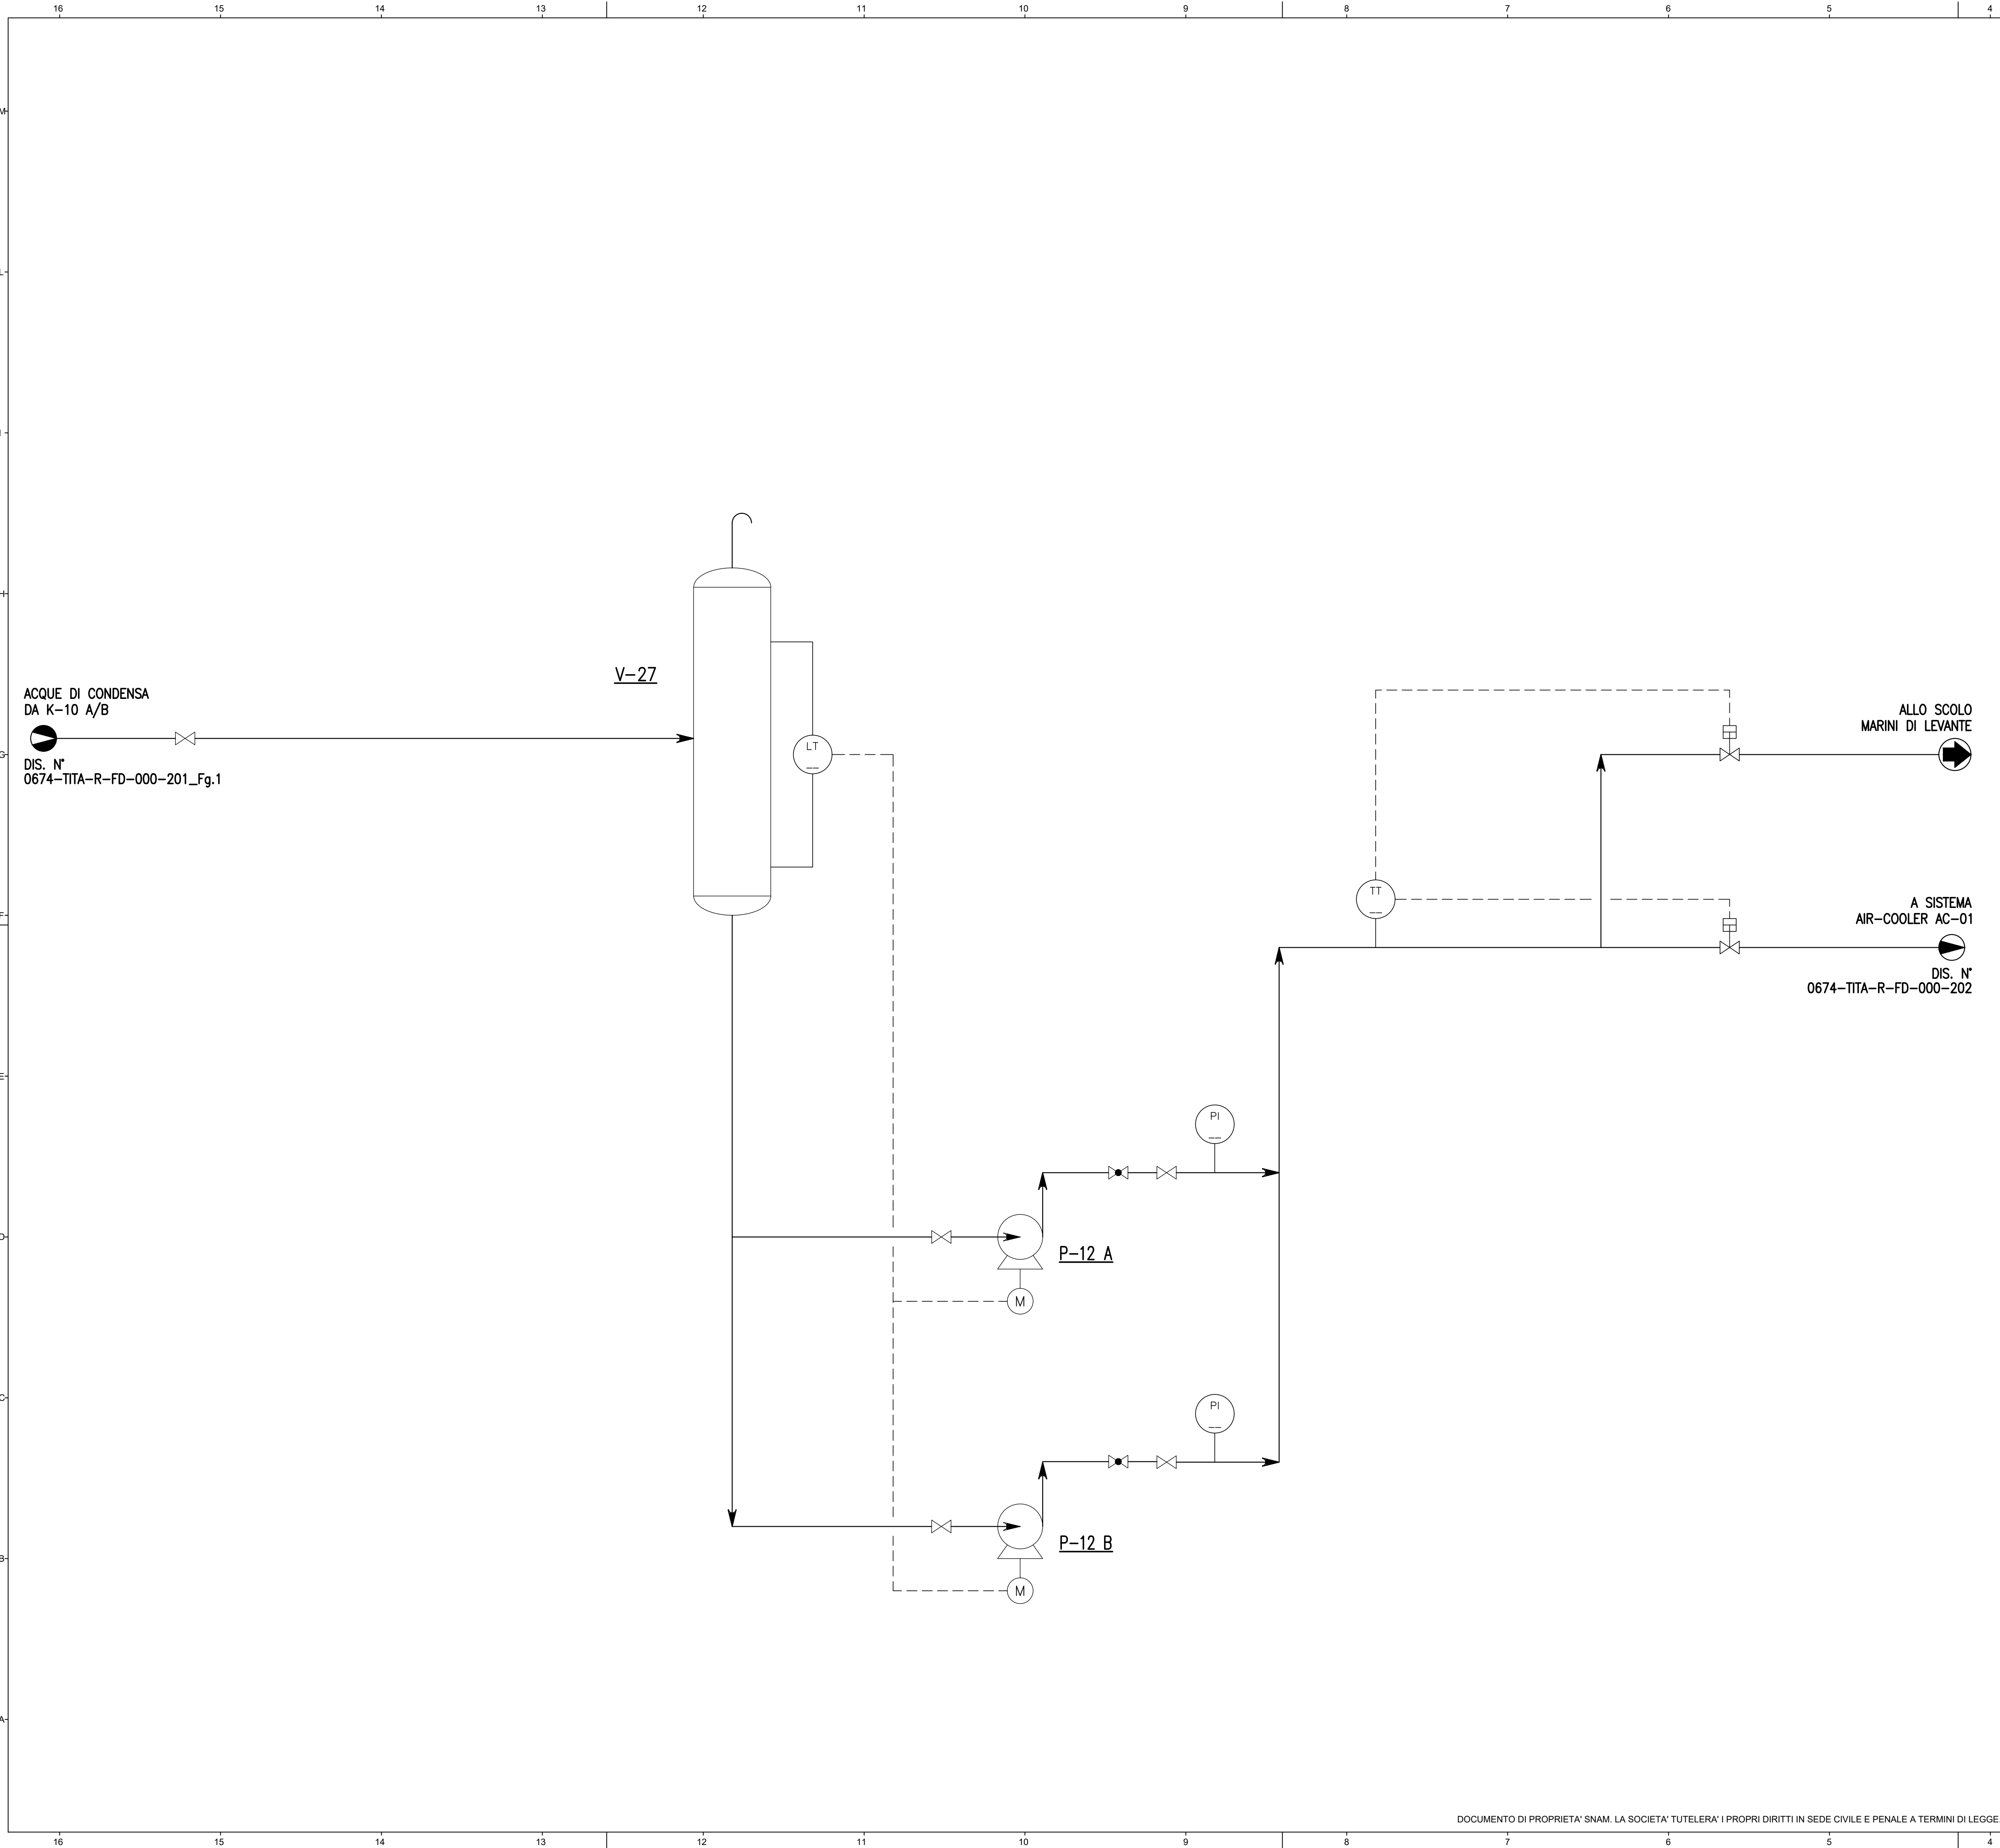 16 15 14 13 12 11 10 9 8 7 6 5 4
M
L
I
H
V-27
ACQUE DI CONDENSA
DA K-10 A/B
DIS. N°
0674-TITA-R-FD-000-201_Fg.1
LT
__
ALLO SCOLO
MARINI DI LEVANTE
G
TT
__
F
A SISTEMA
AIR-COOLER AC-01
DIS. N°
0674-TITA-R-FD-000-202
E
PI
__
D
P-12 A
M
C
PI
__
P-12 B
B
M
A
DOCUMENTO DI PROPRIETA' SNAM. LA SOCIETA' TUTELERA' I PROPRI DIRITTI IN SEDE CIVILE E PENALE A TERMINI DI LEGGE.
16 15 14 13 12 11 10 9 8 7 6 5 4